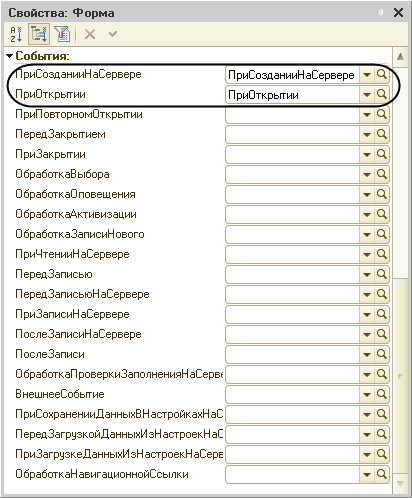 Свойства: Форма
События:
ПриСозданииНаСервере ПриСозданииНаСервере
ПриОткрытии ПриОткрытии
ПриПовторномОткрытии
ПередЗакрытием
ПриЗакрытии
ОбработкаВыбора
ОбработкаОповещения
ОбработкаАктивизации
ОбработкаЗаписиНового
ПриЧтенииНаСервере
ПередЗаписью
ПередЗаписьюНаСервере
ПриЗаписиНаСервере
ПослеЗаписиНаСервере
ПослеЗаписи
ОбработкаПроверкиЗаполненияНаСерве
ВнешнееСобытие
ПриСохраненииДанныхВНастройкахНаС
ПередЗагрузкойДанныхИзНастроекНаС
ПриЗагрузкеДанныхИзНастроекНаСерв
ОбработкаНавигационнойСсылки